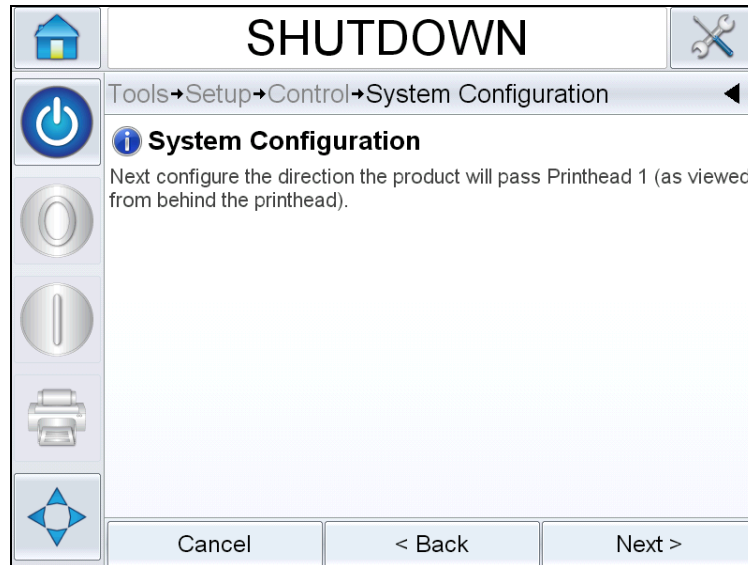 SHUTDOWN
Tools→Setup→Control→System Configuration
System Configuration
Next configure the direction the product will pass Printhead 1 (as viewed
from behind the printhead).
Cancel
< Back
Next >